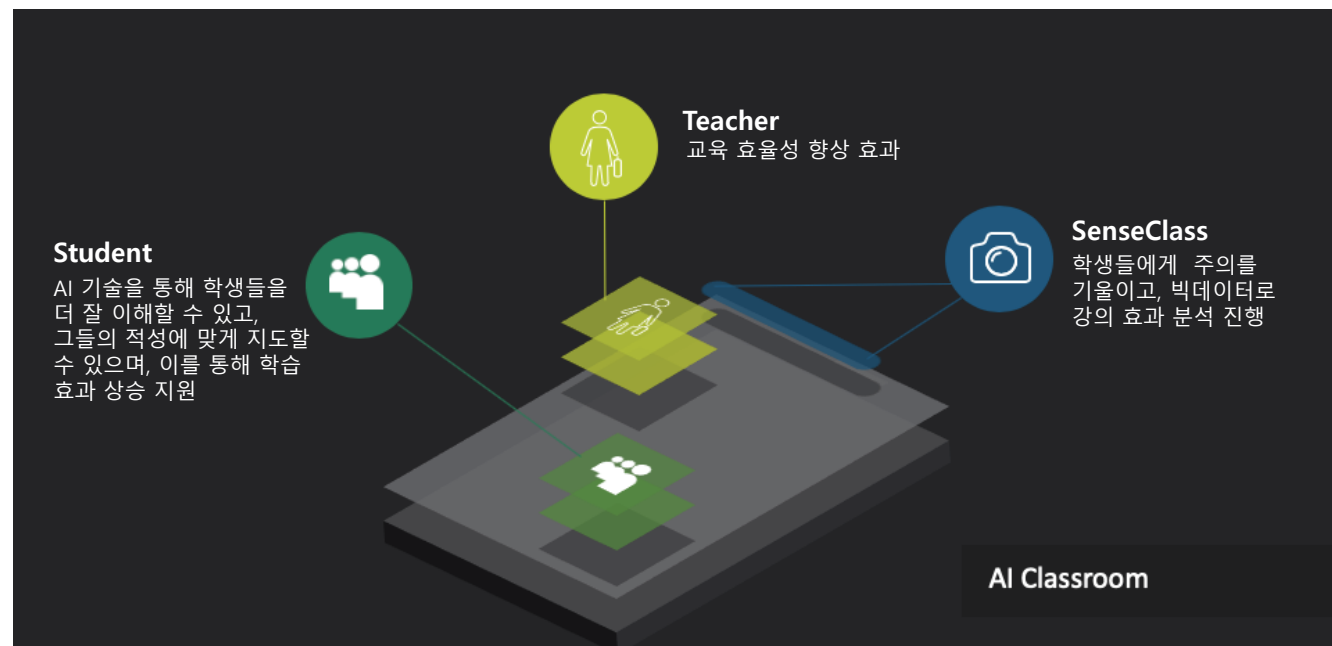 Teacher
교육 효율성 향상 효과
Student
AI 기술을 통해 학생들을
더 잘 이해할 수 있고,
그들의 적성에 맞게 지도할
수 있으며, 이를 통해 학습
효과 상승 지원
SenseClass
학생들에게 주의를
기울이고, 빅데이터로
강의 효과 분석 진행
AI Classroom